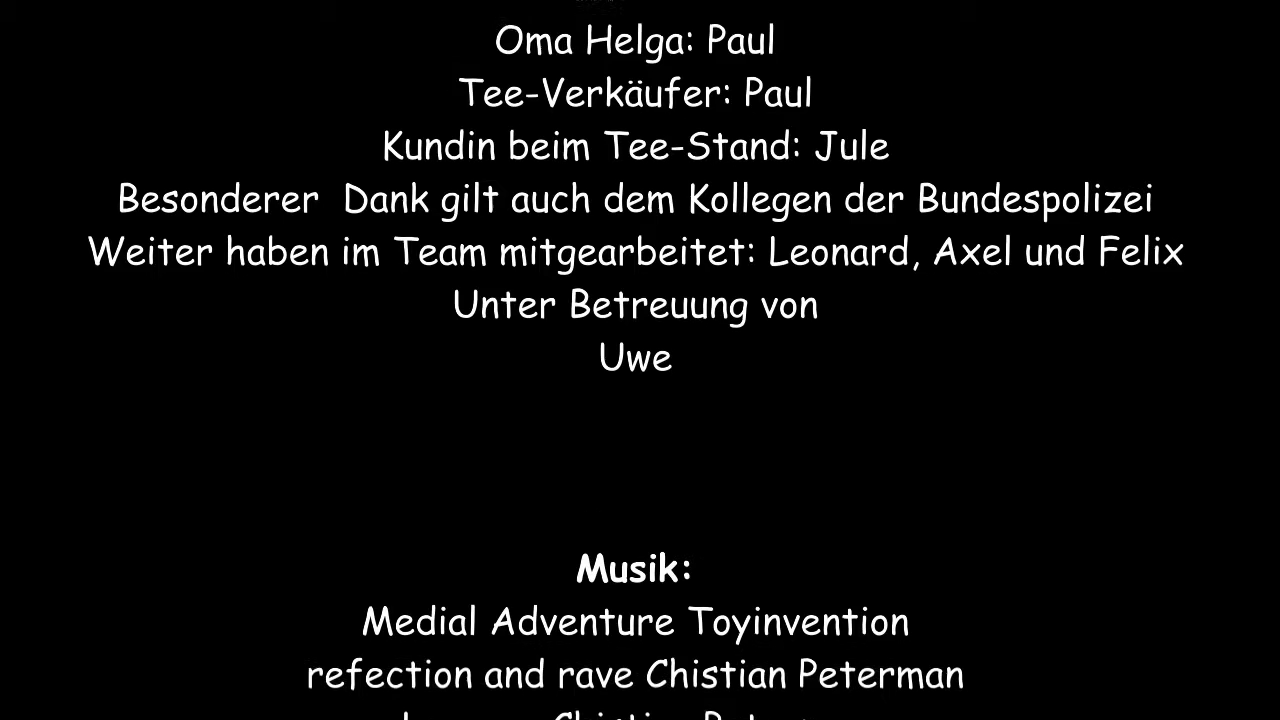 Oma Helga: Paul
Tee-Verkäufer: Paul
Kundin beim Tee-Stand: Jule
Besonderer  Dank gilt auch dem Kollegen der Bundespolizei
Weiter haben im Team mitgearbeitet: Leonard, Axel und Felix
Unter Betreuung von
Uwe
Musik:
Medial Adventure Toyinvention
refection and rave Chistian Peterman